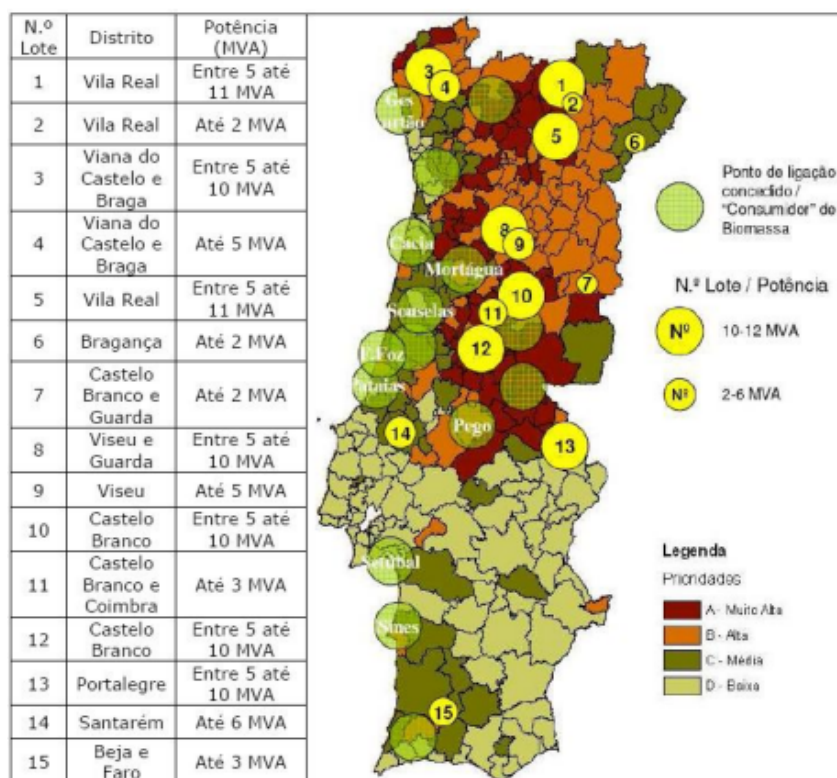 N.º Lote
Distrito
Potência (MVA)
1
Vila Real
Entre 5 até
11 MVA
2
Vila Real
Até 2 MVA
3
Viana do
Castelo e
Braga
Entre 5 até
10 MVA
4
Viana do
Castelo e
Braga
Até 5 MVA
5
Vila Real
Entre 5 até
11 MVA
6
Bragança
Até 2 MVA
7
Castelo
Branco e
Guarda
Até 2 MVA
8
Viseu e
Guarda
Entre 5 até
10 MVA
9
Viseu
Até 5 MVA
10
Castelo
Branco
Entre 5 até
10 MVA
11
Castelo
Branco e
Coimbra
Até 3 MVA
12
Castelo
Branco
Entre 5 até
10 MVA
13
Portalegre
Entre 5 até
10 MVA
14
Santarém
Até 6 MVA
15
Beja e
Faro
Até 3 MVA
3
4
1
2
5
6
8
9
Cacia
Mortágua
7
10
11
Souselas
12
F.Foz
Pataias
14
Pego
13
Setúbal
Sines
15
Ponto de ligação
concedido /
"Consumidor" de
Biomassa
N.º Lote / Potência
Nº
10-12 MVA
Nº
2-6 MVA
Legenda
Prioridades
A - Muito Alta
B - Alta
C - Média
D - Baixa